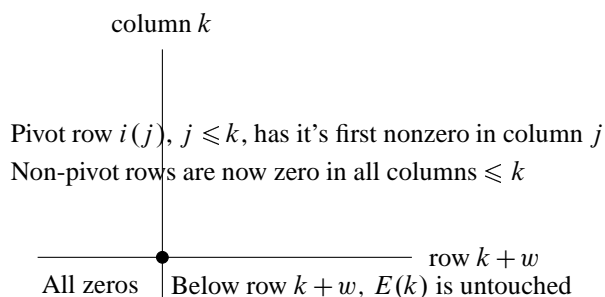 column k
Pivot row i(j), j ⩽ k, has it's first nonzero in column j
Non-pivot rows are now zero in all columns ⩽ k
row k + w
All zeros Below row k + w, E(k) is untouched